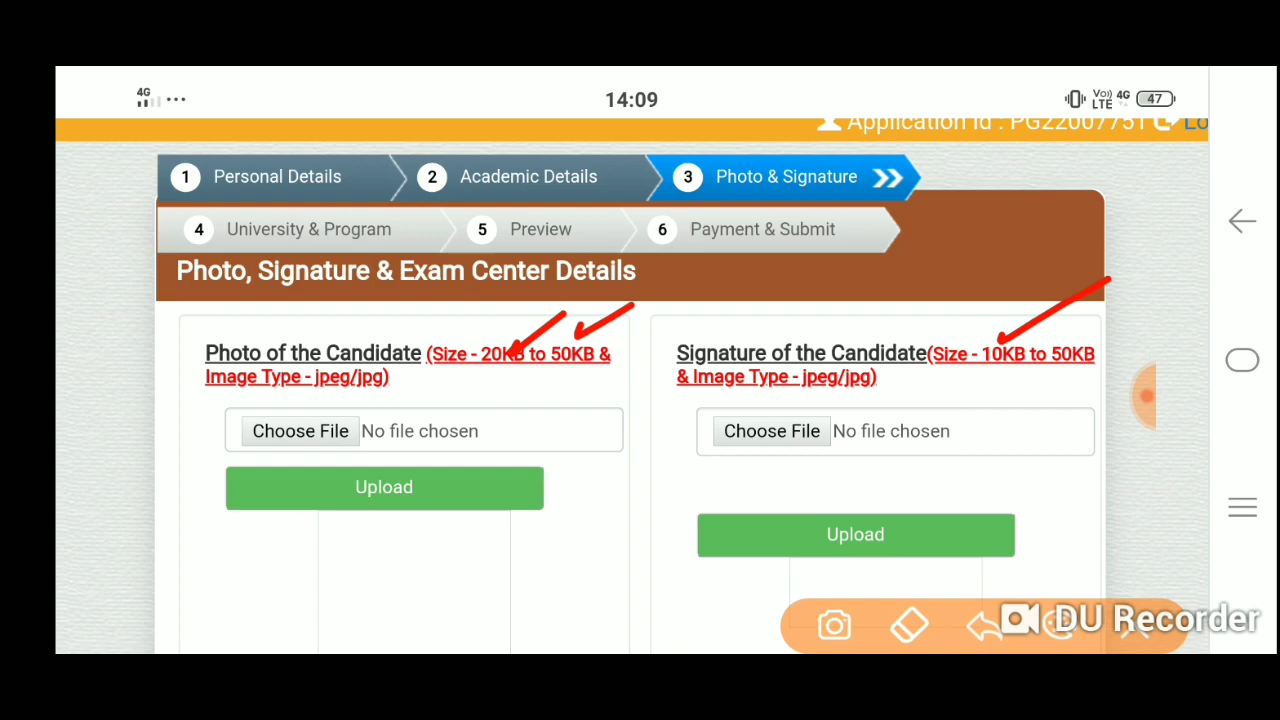 4G
14:09
Vo)) LTE 4G 47
Application Id : PG22007751 Lo
1 Personal Details 2 Academic Details 3 Photo & Signature
4 University & Program 5 Preview 6 Payment & Submit
Photo, Signature & Exam Center Details
Photo of the Candidate (Size - 20KB to 50KB &
Image Type - jpeg/jpg)
Signature of the Candidate(Size - 10KB to 50KB
& Image Type - jpeg/jpg)
Choose File No file chosen
Choose File No file chosen
Upload
Upload
DU Recorder